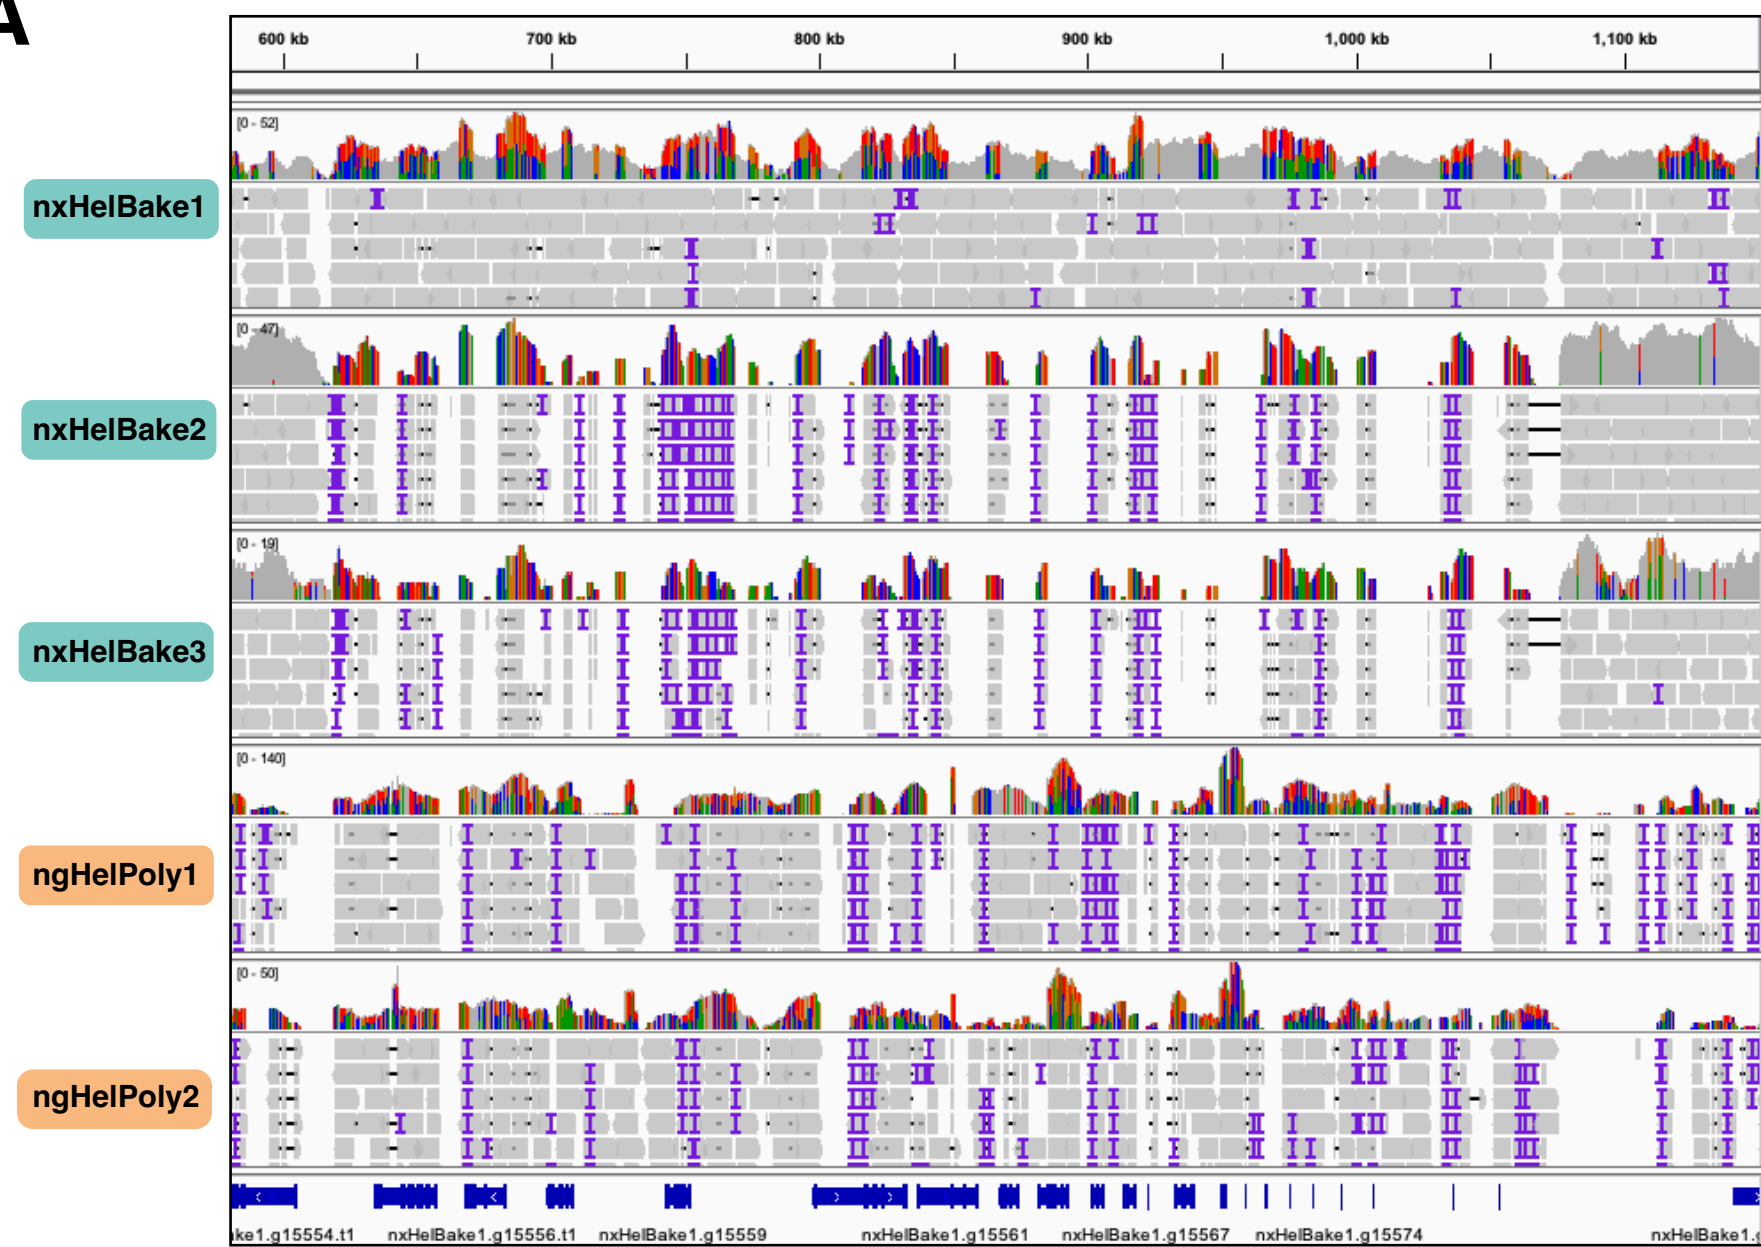 A
600 kb 700 kb 800 kb 900 kb 1,000 kb 1,100 kb
[0 - 52]
nxHelBake1
[0 - 47]
nxHelBake2
[0 - 19]
nxHelBake3
[0 - 140]
ngHelPoly1
[0 - 50]
ngHelPoly2
ke1.g15554.t1 nxHelBake1.g15556.t1 nxHelBake1.g15559 nxHelBake1.g15561 nxHelBake1.g15567 nxHelBake1.g15574 nxHelBake1.